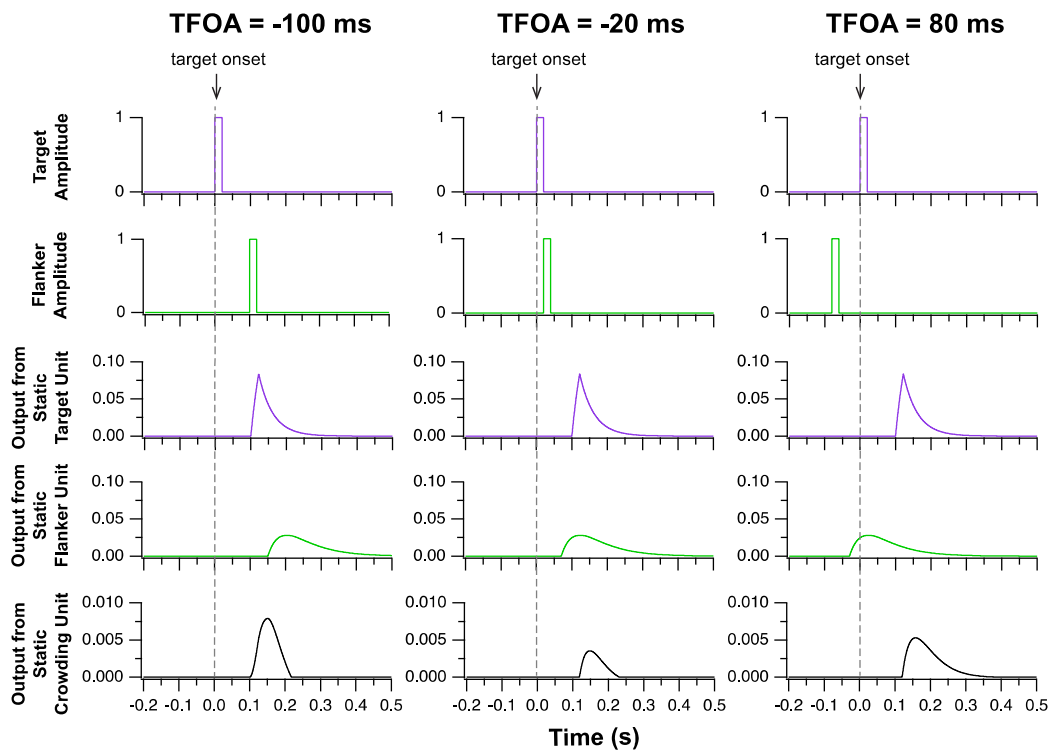 TFOA = -100 ms
TFOA = -20 ms
TFOA = 80 ms
target onset
target onset
target onset
Target
Amplitude
1
0
1
0
1
0
Flanker
Amplitude
1
0
1
0
1
0
Output from
Static
Target Unit
0.10
0.05
0.00
0.10
0.05
0.00
0.10
0.05
0.00
Output from
Static
Flanker Unit
0.10
0.05
0.00
0.10
0.05
0.00
0.10
0.05
0.00
Output from
Static
Crowding Unit
0.010
0.005
0.000
0.010
0.005
0.000
0.010
0.005
0.000
-0.2 -0.1 0.0 0.1 0.2 0.3 0.4 0.5
-0.2 -0.1 0.0 0.1 0.2 0.3 0.4 0.5
-0.2 -0.1 0.0 0.1 0.2 0.3 0.4 0.5
Time (s)